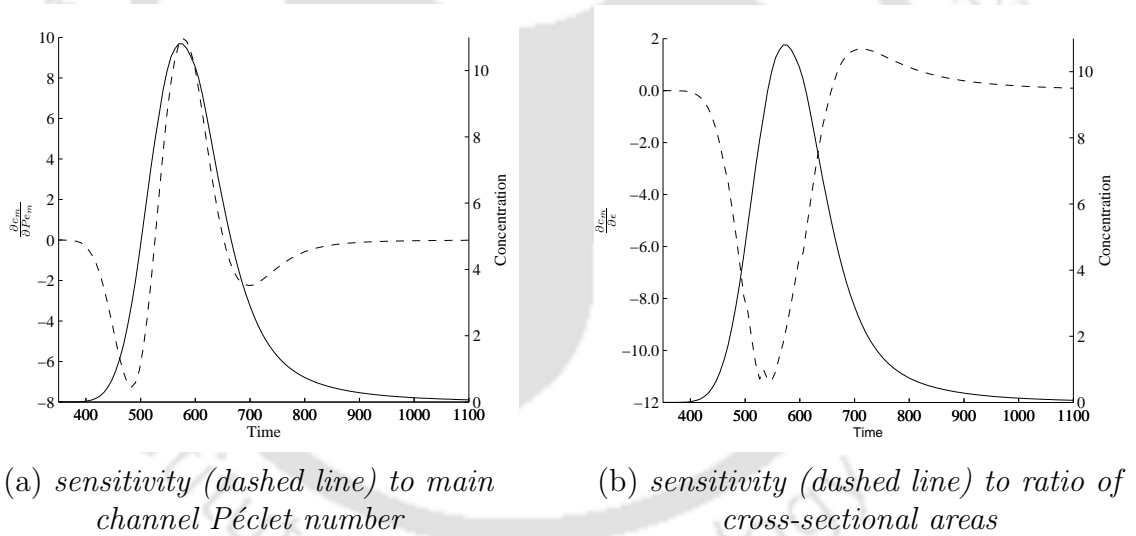 10
8
6
4
2
0
−2
−4
−6
−8
∂c_m
∂Pe_m
10
8
6
4
2
0
Concentration
400 500 600 700 800 900 1000 1100
Time
2
0.0
−2.0
−4.0
−6.0
−8.0
−10.0
−12
∂c_m
∂ϵ
10
8
6
4
2
0
Concentration
400 500 600 700 800 900 1000 1100
Time
(a) sensitivity (dashed line) to main
channel Péclet number
(b) sensitivity (dashed line) to ratio of
cross-sectional areas